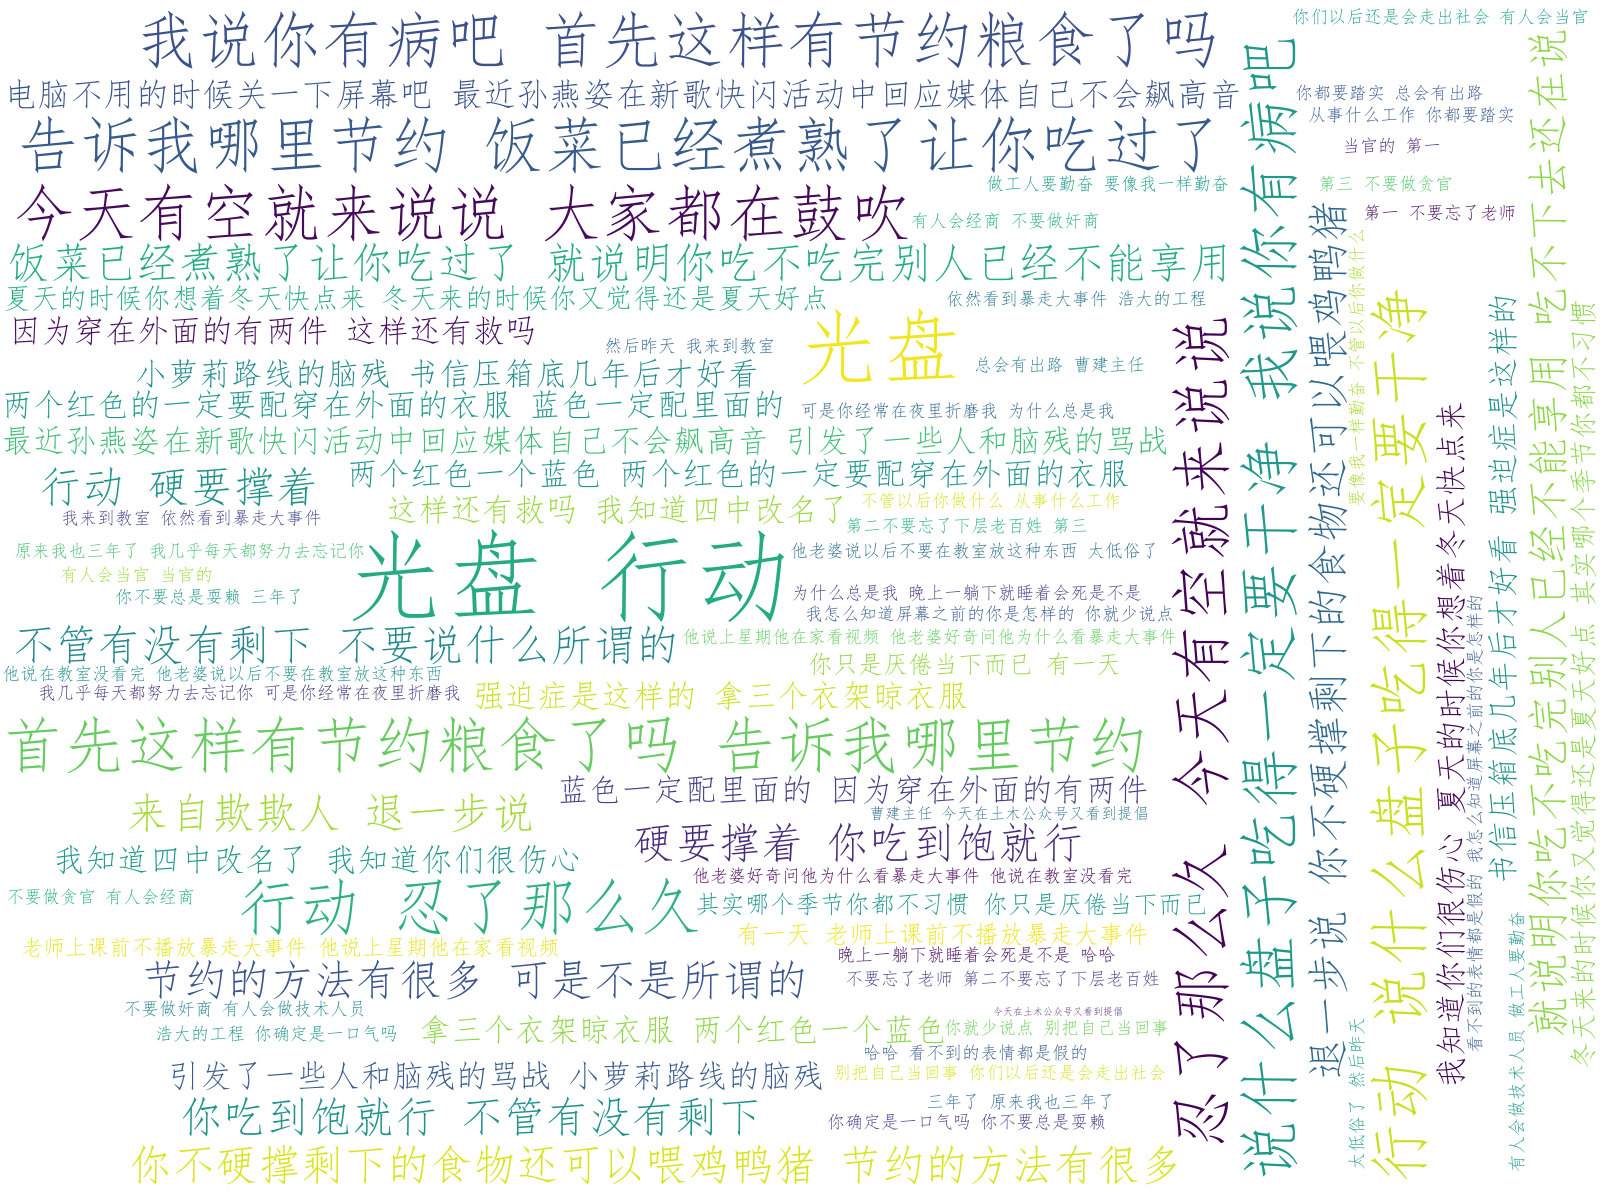 我说你有病吧 首先这样有节约粮食了吗
你们以后还是会走出社会 有人会当官
电脑不用的时候关一下屏幕吧 最近孙燕姿在新歌快闪活动中回应媒体自己不会飙高音
你都要踏实 总会有出路
从事什么工作 你都要踏实
告诉我哪里节约 饭菜已经煮熟了让你吃过了
当官的 第一
做工人要勤奋 要像我一样勤奋
第三 不要做贪官
今天有空就来说说 大家都在鼓吹
有人会经商 不要做奸商
第一 不要忘了老师
饭菜已经煮熟了让你吃过了 就说明你吃不吃完别人已经不能享用
夏天的时候你想着冬天快点来 冬天来的时候你又觉得还是夏天好点
依然看到暴走大事件 浩大的工程
因为穿在外面的有两件 这样还有救吗
然后昨天 我来到教室
光盘
总会有出路 曹建主任
小萝莉路线的脑残 书信压箱底几年后才好看
两个红色的一定要配穿在外面的衣服 蓝色一定配里面的
可是你经常在夜里折磨我 为什么总是我
最近孙燕姿在新歌快闪活动中回应媒体自己不会飙高音 引发了一些人和脑残的骂战
行动 硬要撑着
两个红色一个蓝色 两个红色的一定要配穿在外面的衣服
这样还有救吗 我知道四中改名了
不管以后你做什么 从事什么工作
我来到教室 依然看到暴走大事件
第二不要忘了下层老百姓 第三
原来我也三年了 我几乎每天都努力去忘记你
光盘 行动
他老婆说以后不要在教室放这种东西 太低俗了
有人会当官 当官的
你不要总是耍赖 三年了
为什么总是我 晚上一躺下就睡着会死是不是
我怎么知道屏幕之前的你是怎样的 你就少说点
不管有没有剩下 不要说什么所谓的
他说上星期他在家看视频 他老婆好奇问他为什么看暴走大事件
他说在教室没看完 他老婆说以后不要在教室放这种东西
你只是厌倦当下而已 有一天
我几乎每天都努力去忘记你 可是你经常在夜里折磨我
强迫症是这样的 拿三个衣架晾衣服
首先这样有节约粮食了吗 告诉我哪里节约
蓝色一定配里面的 因为穿在外面的有两件
来自欺欺人 退一步说
曹建主任 今天在土木公众号又看到提倡
硬要撑着 你吃到饱就行
我知道四中改名了 我知道你们很伤心
他老婆好奇问他为什么看暴走大事件 他说在教室没看完
不要做贪官 有人会经商
行动 忍了那么久
其实哪个季节你都不习惯 你只是厌倦当下而已
有一天 老师上课前不播放暴走大事件
老师上课前不播放暴走大事件 他说上星期他在家看视频
晚上一躺下就睡着会死是不是 哈哈
节约的方法有很多 可是不是所谓的
不要忘了老师 第二不要忘了下层老百姓
不要做奸商 有人会做技术人员
今天在土木公众号又看到提倡
浩大的工程 你确定是一口气吗
拿三个衣架晾衣服 两个红色一个蓝色
你就少说点 别把自己当回事
哈哈 看不到的表情都是假的
引发了一些人和脑残的骂战 小萝莉路线的脑残
别把自己当回事 你们以后还是会走出社会
三年了 原来我也三年了
你吃到饱就行 不管有没有剩下
你确定是一口气吗 你不要总是耍赖
你不硬撑剩下的食物还可以喂鸡鸭猪 节约的方法有很多
忍了那么久 今天有空就来说说
说什么盘子吃得一定要干净 我说你有病吧
退一步说 你不硬撑剩下的食物还可以喂鸡鸭猪
太低俗了 然后昨天
要像我一样勤奋 不管以后你做什么
行动 说什么盘子吃得一定要干净
我知道你们很伤心 夏天的时候你想着冬天快点来
看不到的表情都是假的 我怎么知道屏幕之前的你是怎样的
书信压箱底几年后才好看 强迫症是这样的
有人会做技术人员 做工人要勤奋
就说明你吃不吃完别人已经不能享用 吃不下去还在说
冬天来的时候你又觉得还是夏天好点 其实哪个季节你都不习惯